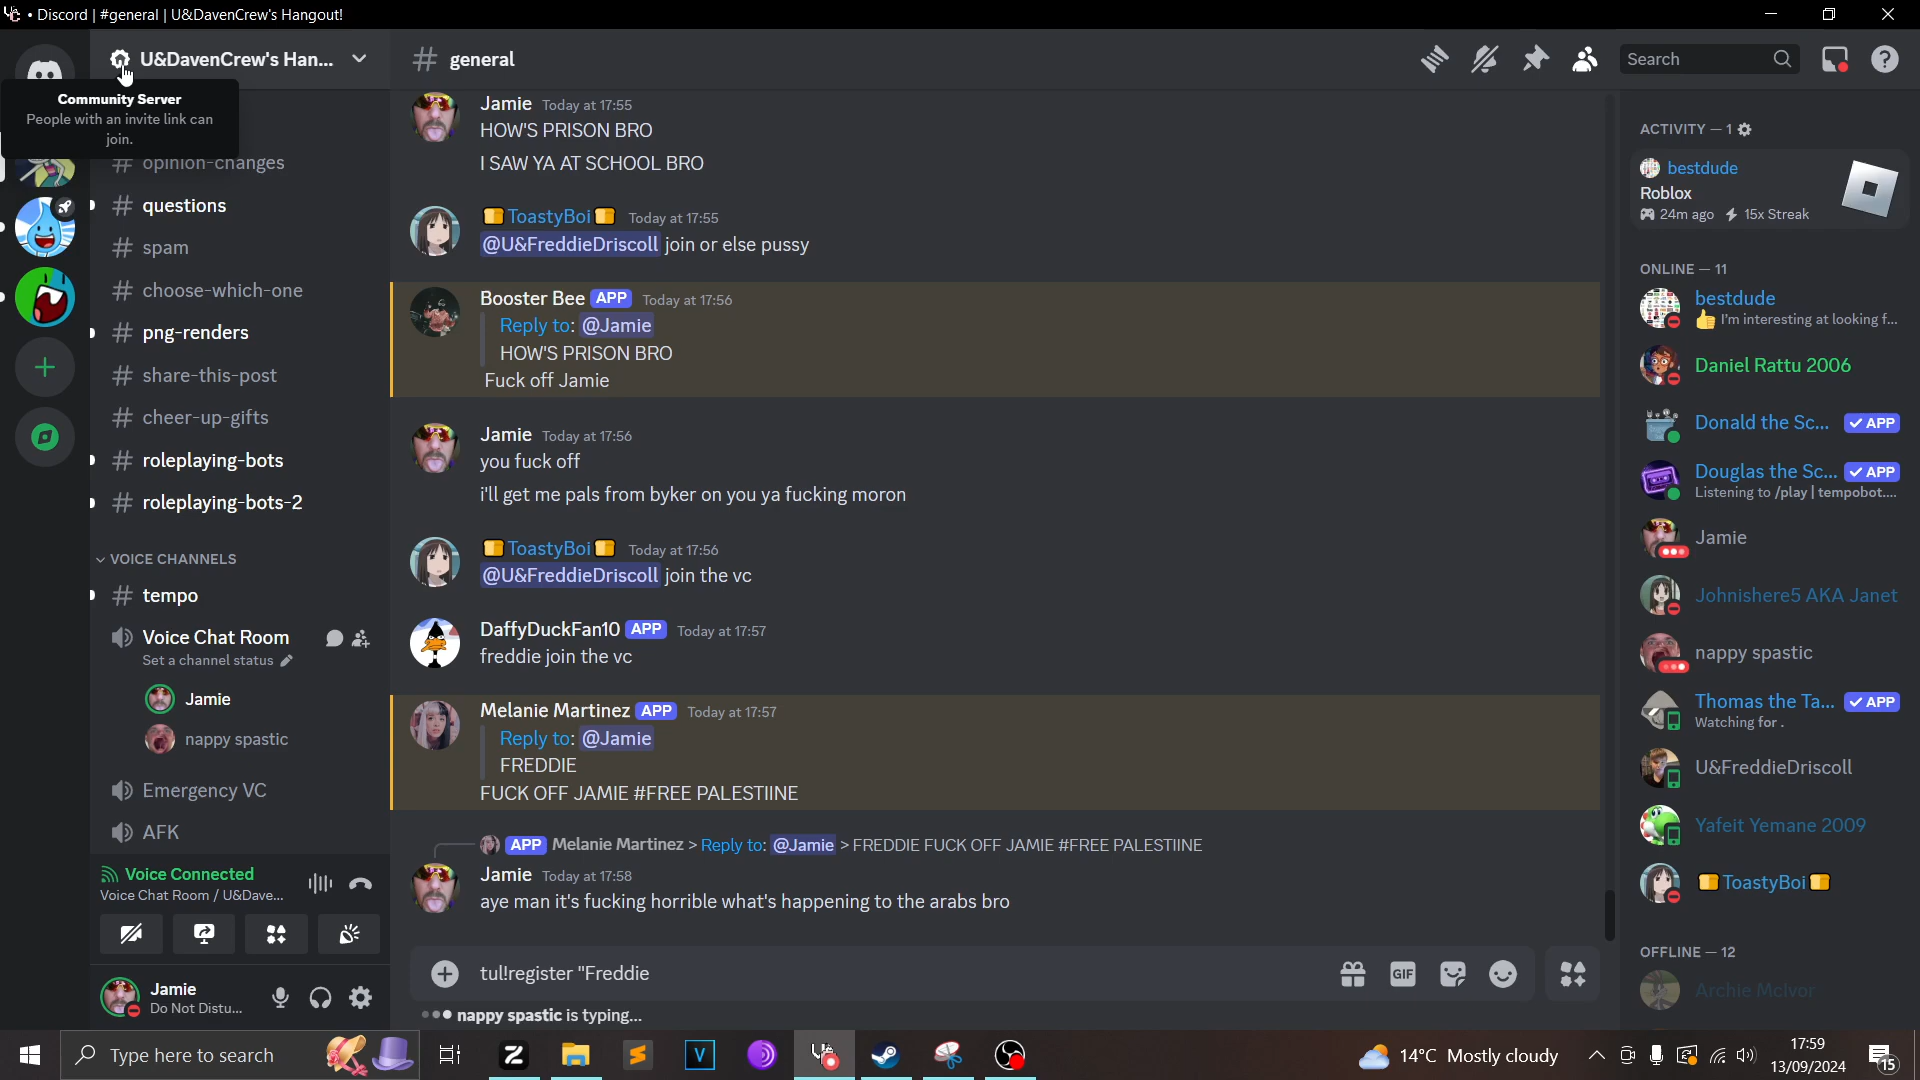 • Discord | #general | U&DavenCrew's Hangout!
U&DavenCrew's Han...
Community Server
People with an invite link can
join.
# opinion-changes
# questions
# spam
# choose-which-one
# png-renders
# share-this-post
# cheer-up-gifts
# roleplaying-bots
# roleplaying-bots-2
VOICE CHANNELS
# tempo
Voice Chat Room
Set a channel status
Jamie
nappy spastic
Emergency VC
AFK
Voice Connected
Voice Chat Room / U&Dave...
Jamie
Do Not Distu...
# general
Search
Jamie Today at 17:55
HOW'S PRISON BRO
I SAW YA AT SCHOOL BRO
🍞ToastyBoi🍞 Today at 17:55
@U&FreddieDriscoll join or else pussy
Booster Bee APP Today at 17:56
Reply to: @Jamie
HOW'S PRISON BRO
Fuck off Jamie
Jamie Today at 17:56
you fuck off
i'll get me pals from byker on you ya fucking moron
🍞ToastyBoi🍞 Today at 17:56
@U&FreddieDriscoll join the vc
DaffyDuckFan10 APP Today at 17:57
freddie join the vc
Melanie Martinez APP Today at 17:57
Reply to: @Jamie
FREDDIE
FUCK OFF JAMIE #FREE PALESTIINE
APP Melanie Martinez > Reply to: @Jamie > FREDDIE FUCK OFF JAMIE #FREE PALESTIINE
Jamie Today at 17:58
aye man it's fucking horrible what's happening to the arabs bro
tul!register "Freddie
GIF
nappy spastic is typing...
ACTIVITY — 1
bestdude
Roblox
24m ago 15x Streak
ONLINE — 11
bestdude
👍 I'm interesting at looking f...
Daniel Rattu 2006
Donald the Sc... ✓ APP
Douglas the Sc... ✓ APP
Listening to /play | tempobot....
Jamie
Johnishere5 AKA Janet
nappy spastic
Thomas the Ta... ✓ APP
Watching for .
U&FreddieDriscoll
Yafeit Yemane 2009
🍞ToastyBoi🍞
OFFLINE — 12
Archie McIvor
Type here to search
14°C Mostly cloudy
17:59
13/09/2024
15